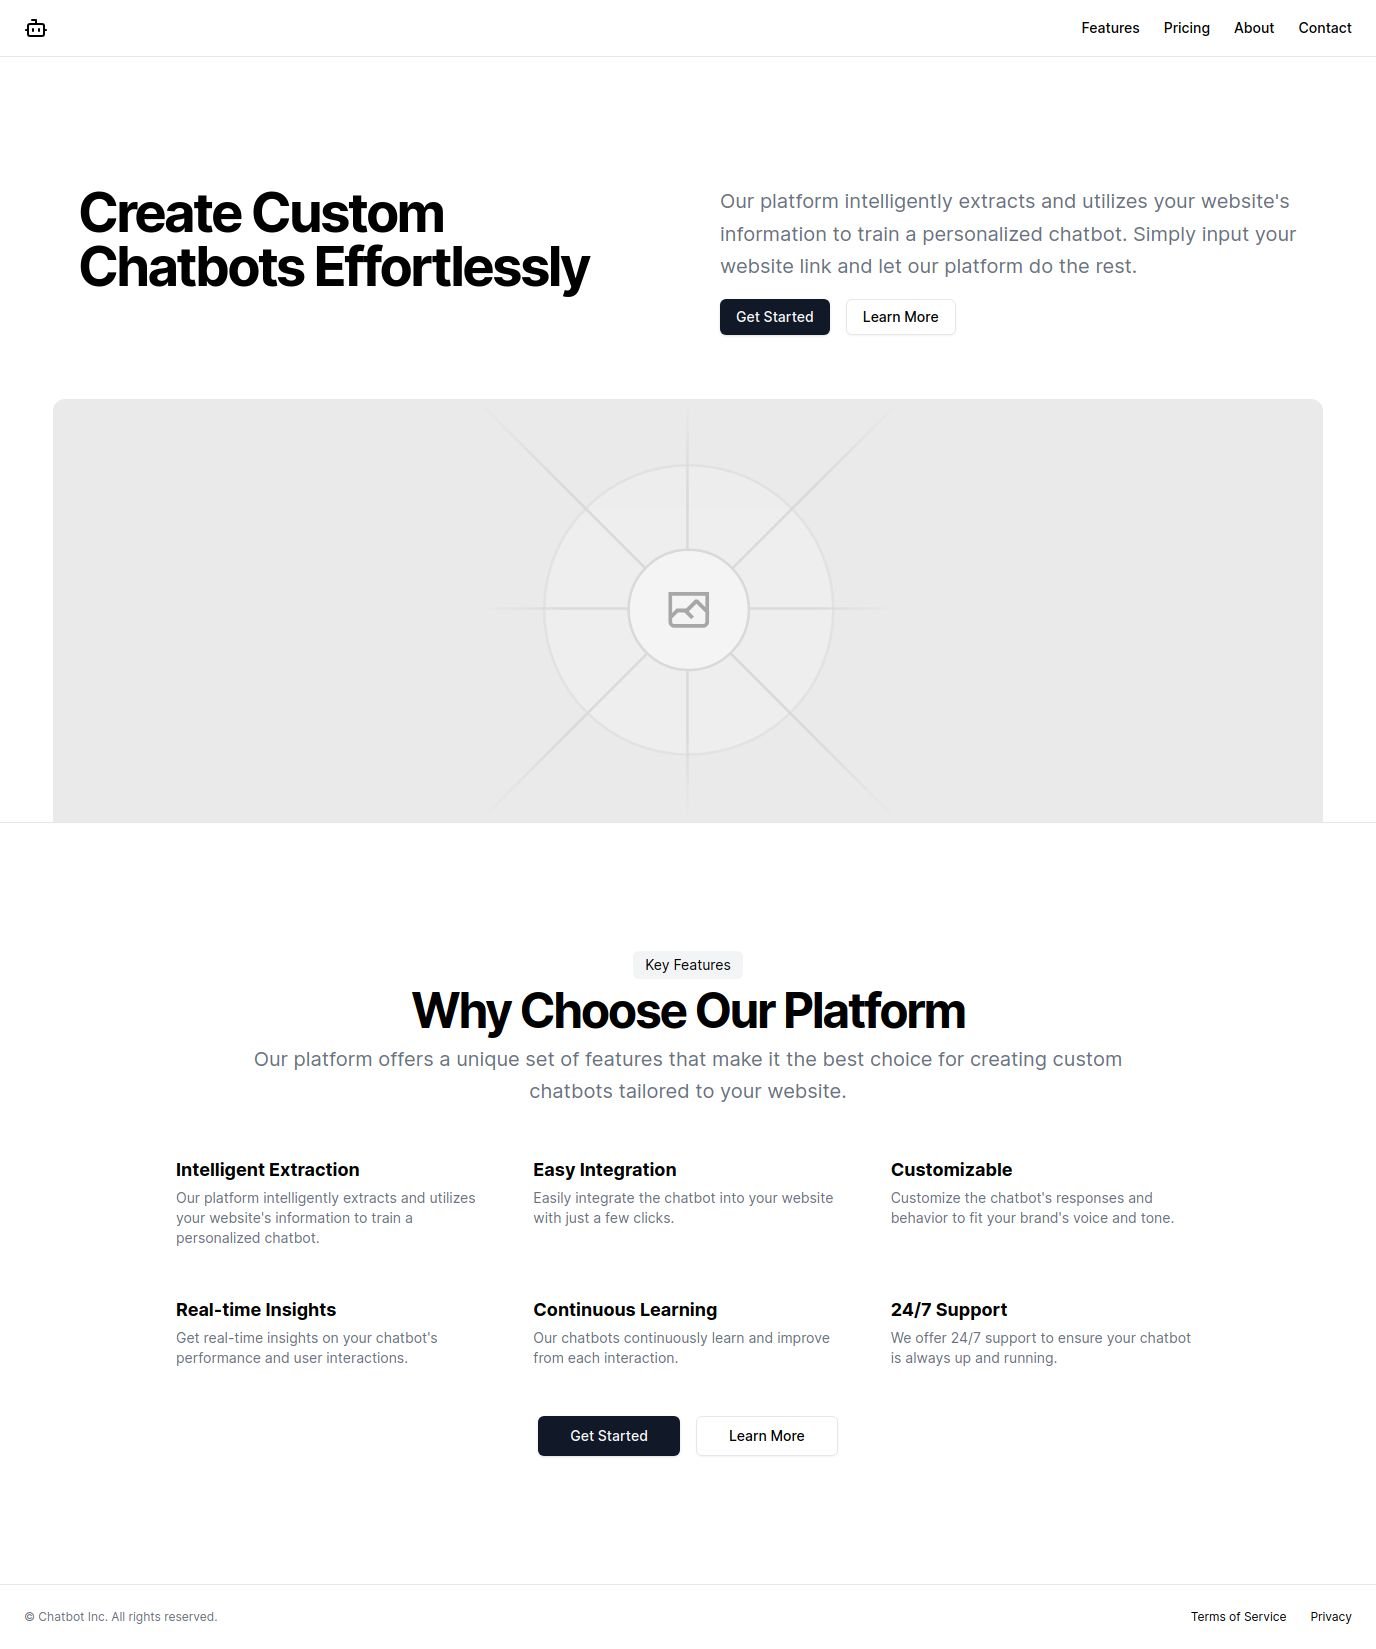 Features Pricing About Contact
Create Custom
Chatbots Effortlessly
Our platform intelligently extracts and utilizes your website's
information to train a personalized chatbot. Simply input your
website link and let our platform do the rest.
Get Started
Learn More
Key Features
Why Choose Our Platform
Our platform offers a unique set of features that make it the best choice for creating custom
chatbots tailored to your website.
Intelligent Extraction
Our platform intelligently extracts and utilizes
your website's information to train a
personalized chatbot.
Easy Integration
Easily integrate the chatbot into your website
with just a few clicks.
Customizable
Customize the chatbot's responses and
behavior to fit your brand's voice and tone.
Real-time Insights
Get real-time insights on your chatbot's
performance and user interactions.
Continuous Learning
Our chatbots continuously learn and improve
from each interaction.
24/7 Support
We offer 24/7 support to ensure your chatbot
is always up and running.
Get Started
Learn More
© Chatbot Inc. All rights reserved.
Terms of Service Privacy